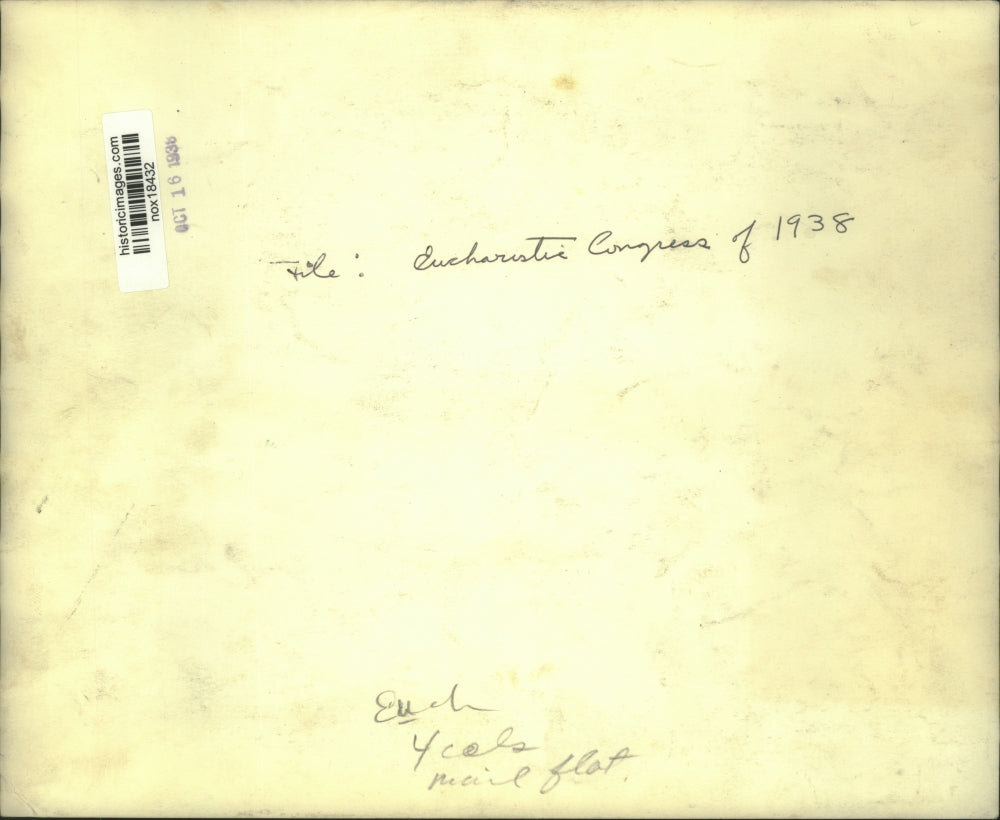 historicimages.com
nox18432
OCT 16 1938
File: Eucharistic Congress of 1938
Euch
4 cols
mail flat.